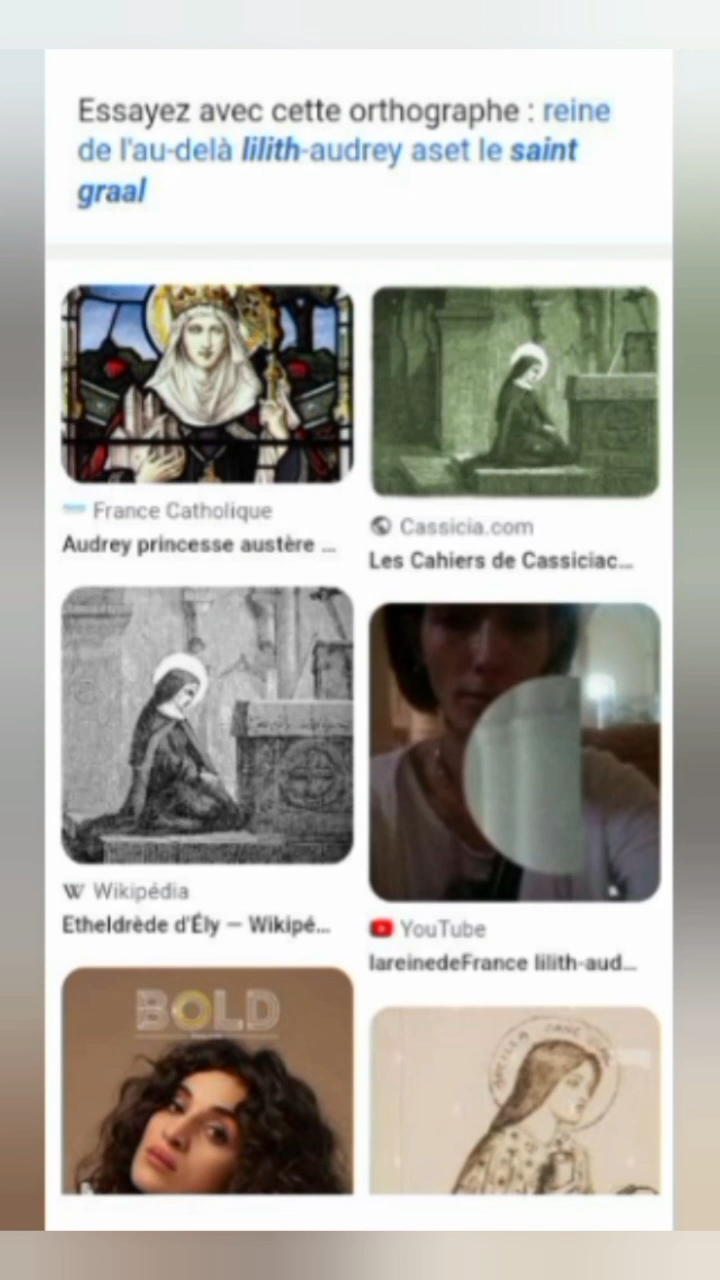 Essayez avec cette orthographe : reine
de l'au-delà lilith-audrey aset le saint
graal
France Catholique
Audrey princesse austère ...
Cassicia.com
Les Cahiers de Cassiciac...
W Wikipédia
Etheldrède d'Ély — Wikipé...
YouTube
lareinedeFrance lilith-aud...
BOLD